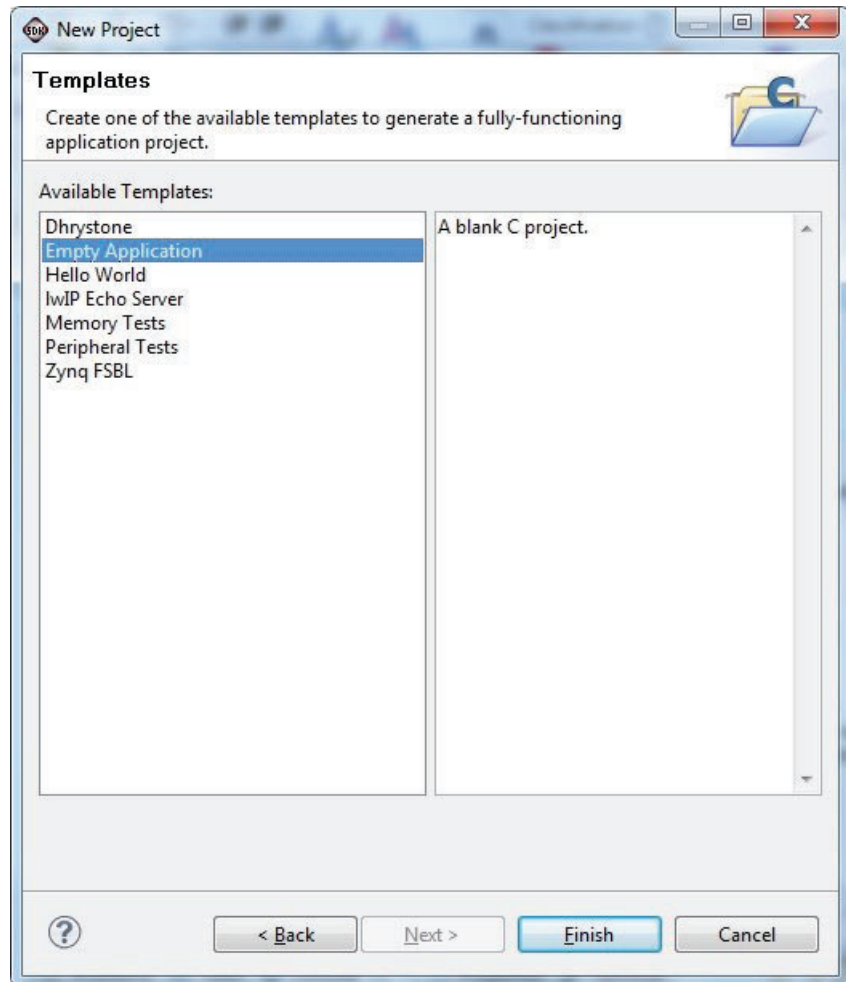 SDK New Project
Templates
Create one of the available templates to generate a fully-functioning
application project.
C
Available Templates:
Dhrystone
Empty Application
Hello World
lwIP Echo Server
Memory Tests
Peripheral Tests
Zynq FSBL
A blank C project.
?
< Back
Next >
Finish
Cancel